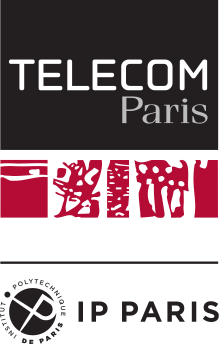 TELECOM
Paris
INSTITUT POLYTECHNIQUE DE PARIS
IP PARIS